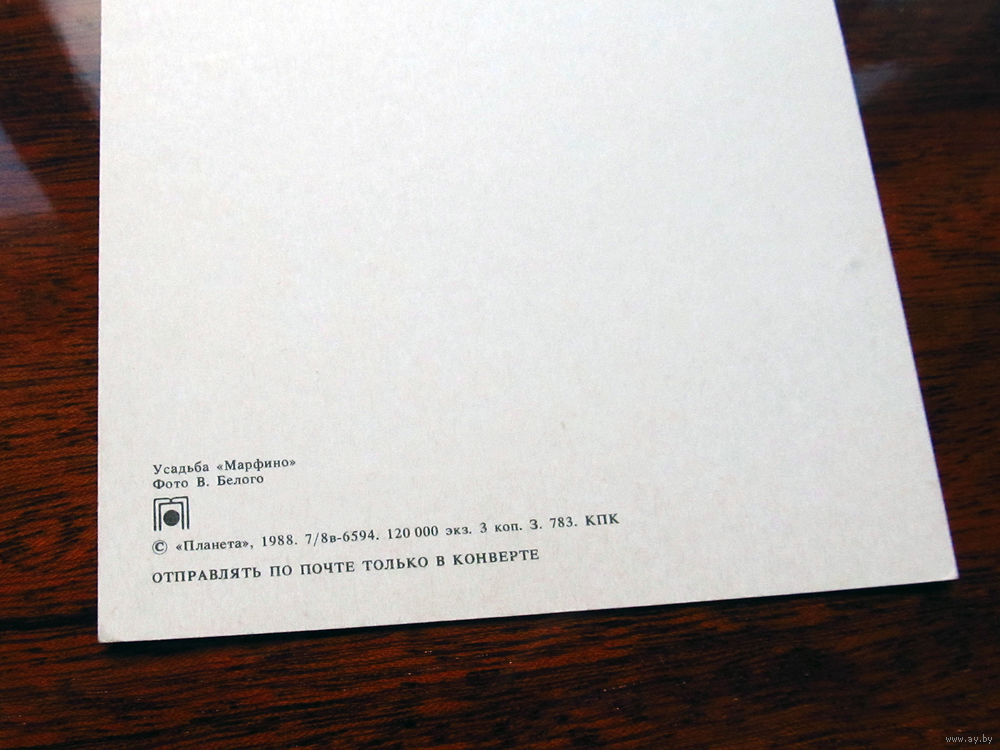 Усадьба «Марфино»
Фото В. Белого
© «Планета», 1988. 7/8в-6594. 120 000 экз. 3 коп. З. 783. КПК
ОТПРАВЛЯТЬ ПО ПОЧТЕ ТОЛЬКО В КОНВЕРТЕ
www.ay.by